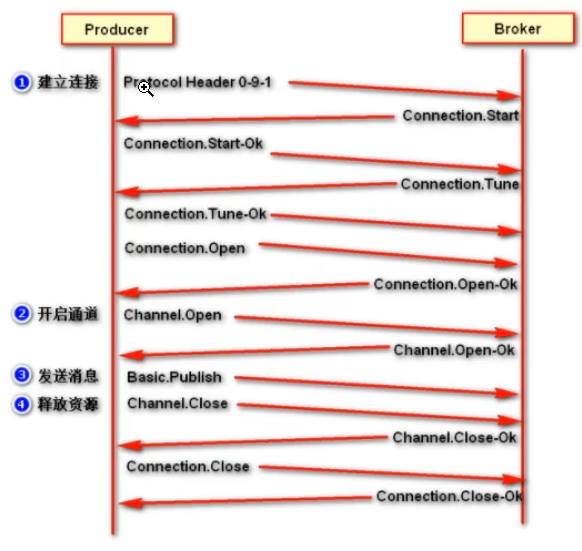 Producer
Broker
1 建立连接 Protocol Header 0-9-1
Connection.Start
Connection.Start-Ok
Connection.Tune
Connection.Tune-Ok
Connection.Open
Connection.Open-Ok
2 开启通道 Channel.Open
Channel.Open-Ok
3 发送消息 Basic.Publish
4 释放资源 Channel.Close
Channel.Close-Ok
Connection.Close
Connection.Close-Ok